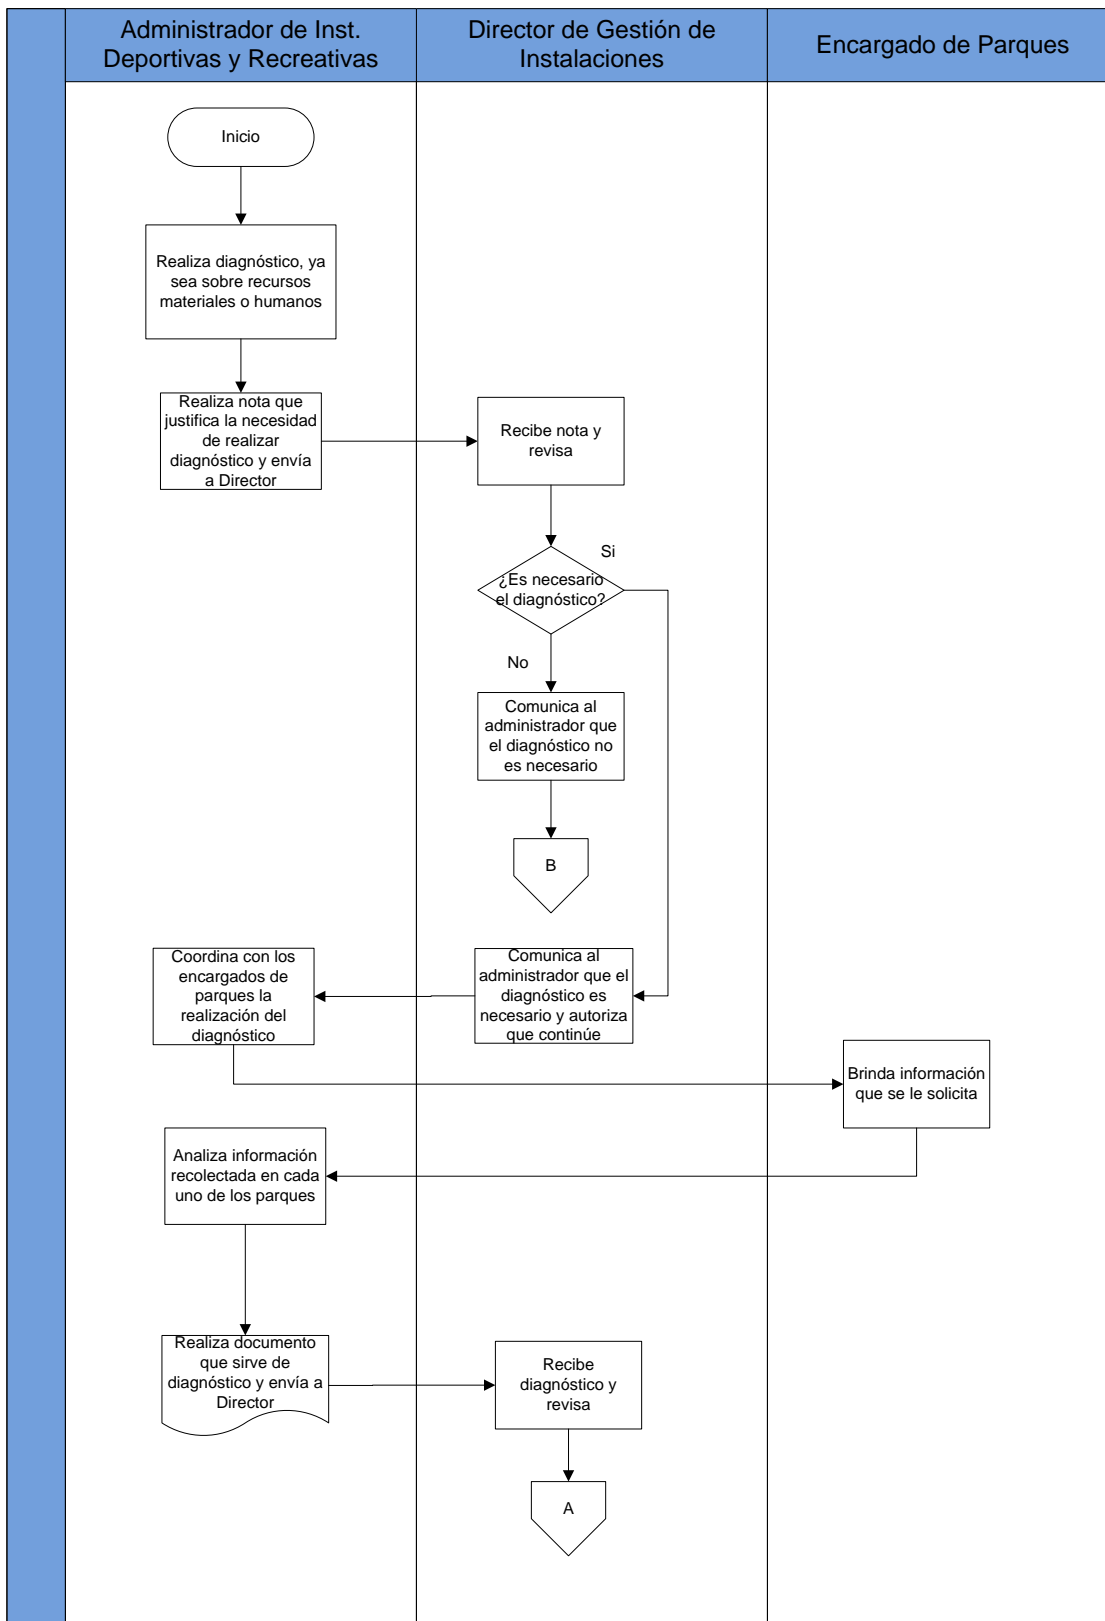 Administrador de Inst.
Deportivas y Recreativas
Director de Gestión de
Instalaciones
Encargado de Parques
Inicio
Realiza diagnóstico, ya
sea sobre recursos
materiales o humanos
Realiza nota que
justifica la necesidad
de realizar
diagnóstico y envía
a Director
Recibe nota y
revisa
Si
¿Es necesario
el diagnóstico?
No
Comunica al
administrador que
el diagnóstico no
es necesario
B
Coordina con los
encargados de
parques la
realización del
diagnóstico
Comunica al
administrador que el
diagnóstico es
necesario y autoriza
que continúe
Brinda información
que se le solicita
Analiza información
recolectada en cada
uno de los parques
Realiza documento
que sirve de
diagnóstico y envía a
Director
Recibe
diagnóstico y
revisa
A